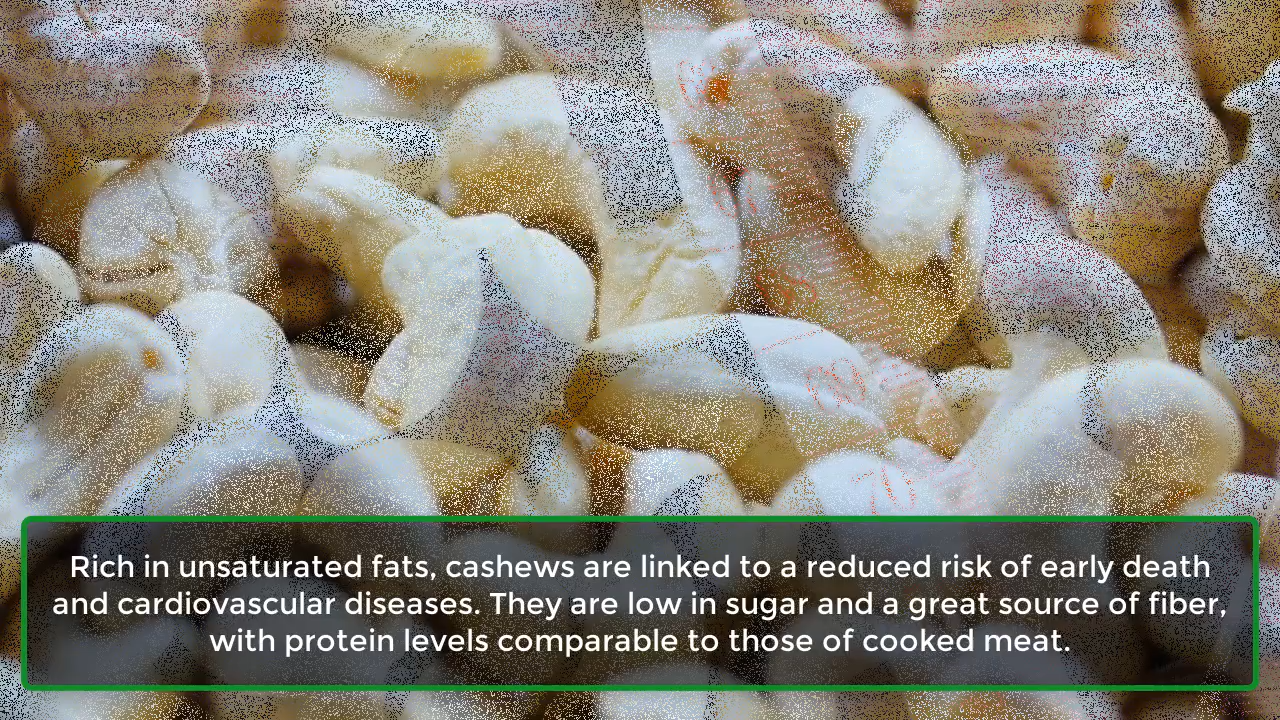 Rich in unsaturated fats, cashews are linked to a reduced risk of early death
and cardiovascular diseases. They are low in sugar and a great source of fiber,
with protein levels comparable to those of cooked meat.